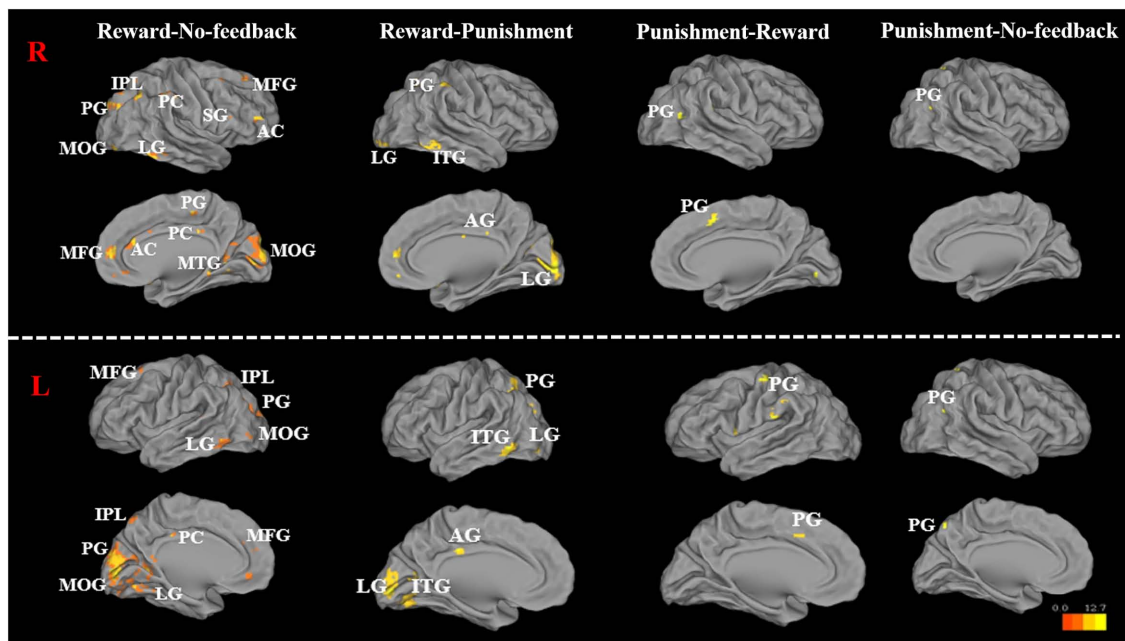 Reward-No-feedback Reward-Punishment Punishment-Reward Punishment-No-feedback
R
IPL PC MFG
PG SG
AC
MOG LG
PG
LG ITG
PG
PG
PG
PC
MFG AC MOG
MTG
AG
LG
PG
L
MFG IPL
PG
MOG
LG
PG
ITG LG
PG
PG
IPL
PC MFG
PG
MOG LG
AG
LG ITG
PG
PG
0.0 12.7